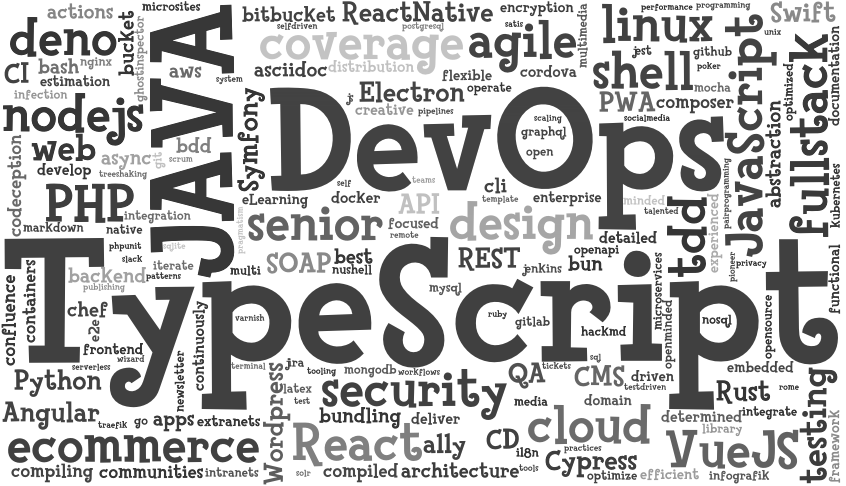 actions
microsites
bitbucket
ReactNative
encryption
performance
programming
Swift
deno
bucket
ghostinspector
JAVA
selfdriven
postgresql
satis
multimedia
linux
unix
CI
bash
nginx
aws
system
coverage
agile
jest
github
JavaScript
fullstack
documentation
estimation
infection
asciidoc
distribution
flexible
cordova
shell
poker
optimized
nodejs
js
Electron
operate
PWA
mocha
composer
creative
pipelines
DevOps
scaling
graphql
open
socialmedia
abstraction
codeception
web
async
git
bdd
scrum
Symfony
develop
treeshaking
self
teams
cli
template
enterprise
minded
talented
pairprogramming
kubernetes
PHP
integration
eLearning
docker
API
tdd
experienced
markdown
native
pragmatism
senior
focused
remote
design
detailed
phpunit
sqlite
slack
SOAP
best
REST
openapi
pioneer
privacy
functional
confluence
containers
backend
iterate
patterns
multi
nushell
jenkins
bun
microservices
publishing
TypeScript
mysql
chef
e2e
continuously
varnish
ruby
gitlab
hackmd
nosql
opensource
openminded
frontend
wizard
sql
serverless
newsletter
terminal
jra
tooling
mongodb
workflows
QA
tickets
CMS
driven
testdriven
embedded
Python
Wordpress
latex
test
security
media
domain
Rust
rome
testing
Angular
traefik
go
apps
extranets
bundling
deliver
cloud
determined
integrate
library
framework
ecommerce
React
ally
CD
i18n
practices
VueJS
compiling
communities
intranets
solr
compiled
architecture
tools
Cypress
optimize
efficient
infografik